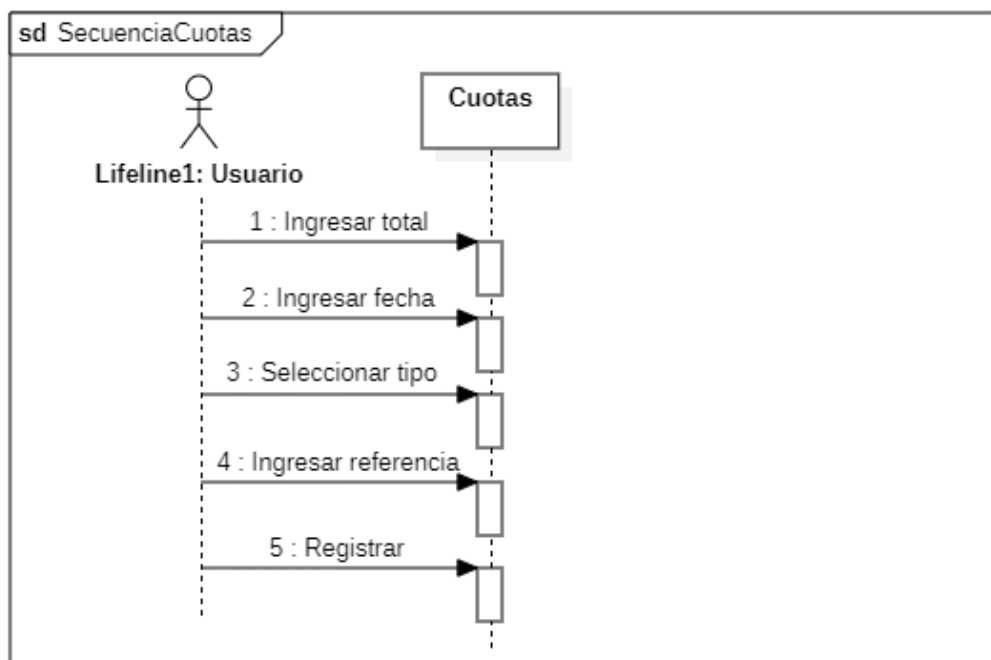 sd SecuenciaCuotas
Cuotas
Lifeline1: Usuario
1 : Ingresar total
2 : Ingresar fecha
3 : Seleccionar tipo
4 : Ingresar referencia
5 : Registrar